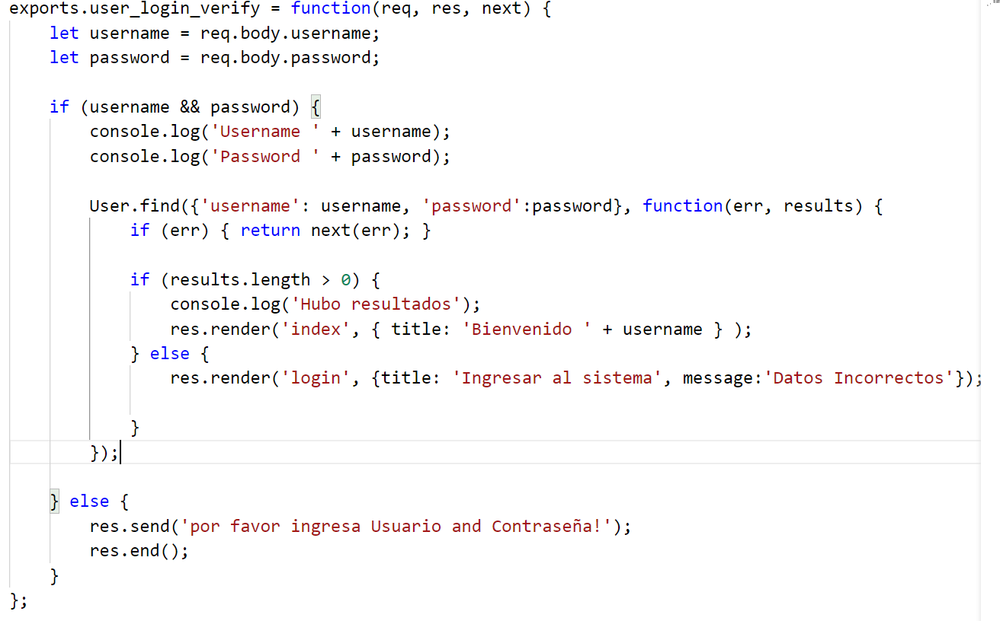 exports.user_login_verify = function(req, res, next) {
    let username = req.body.username;
    let password = req.body.password;

    if (username && password) {
        console.log('Username ' + username);
        console.log('Password ' + password);

        User.find({'username': username, 'password':password}, function(err, results) {
            if (err) { return next(err); }

            if (results.length > 0) {
                console.log('Hubo resultados');
                res.render('index', { title: 'Bienvenido ' + username } );
            } else {
                res.render('login', {title: 'Ingresar al sistema', message:'Datos Incorrectos'});

            }
        });

    } else {
        res.send('por favor ingresa Usuario and Contraseña!');
        res.end();
    }
};